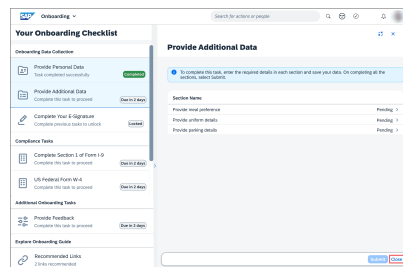 SAP
Onboarding
Search for actions or people
Your Onboarding Checklist
Onboarding Data Collection
Provide Personal Data
Task completed successfully
Completed
Provide Additional Data
Complete this task to proceed
Due in 2 days
Complete Your E-Signature
Complete previous tasks to unlock
Locked
Compliance Tasks
Complete Section 1 of Form I-9
Complete this task to proceed
Due in 2 days
US Federal Form W-4
Complete this task to proceed
Due in 2 days
Additional Onboarding Tasks
Provide Feedback
Complete this task to proceed
Due in 2 days
Explore Onboarding Guide
Recommended Links
2 links recommended
Provide Additional Data
To complete this task, enter the required details in each section and save your data. On completing all the
sections, select Submit.
Section Name
Provide meal preference
Pending
Provide uniform details
Pending
Provide parking details
Pending
Submit
Close